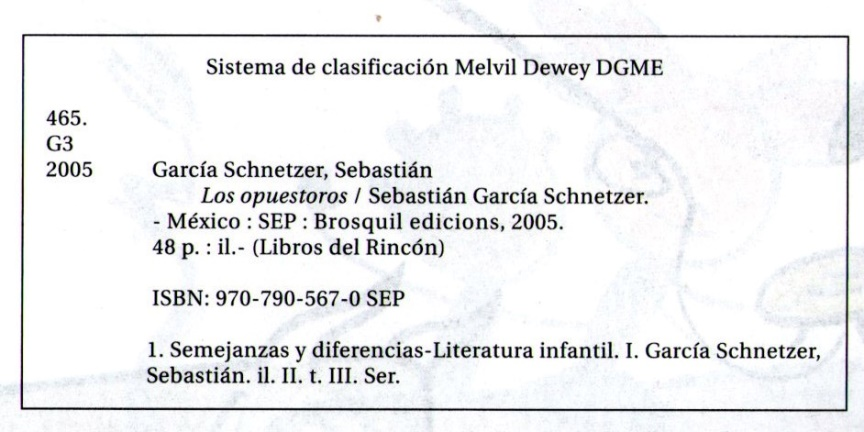 Sistema de clasificación Melvil Dewey DGME
465.
G3
2005 García Schnetzer, Sebastián
Los opuestoros / Sebastián García Schnetzer.
- México : SEP : Brosquil edicions, 2005.
48 p. : il.- (Libros del Rincón)
ISBN: 970-790-567-0 SEP
1. Semejanzas y diferencias-Literatura infantil. I. García Schnetzer,
Sebastián. il. II. t. III. Ser.